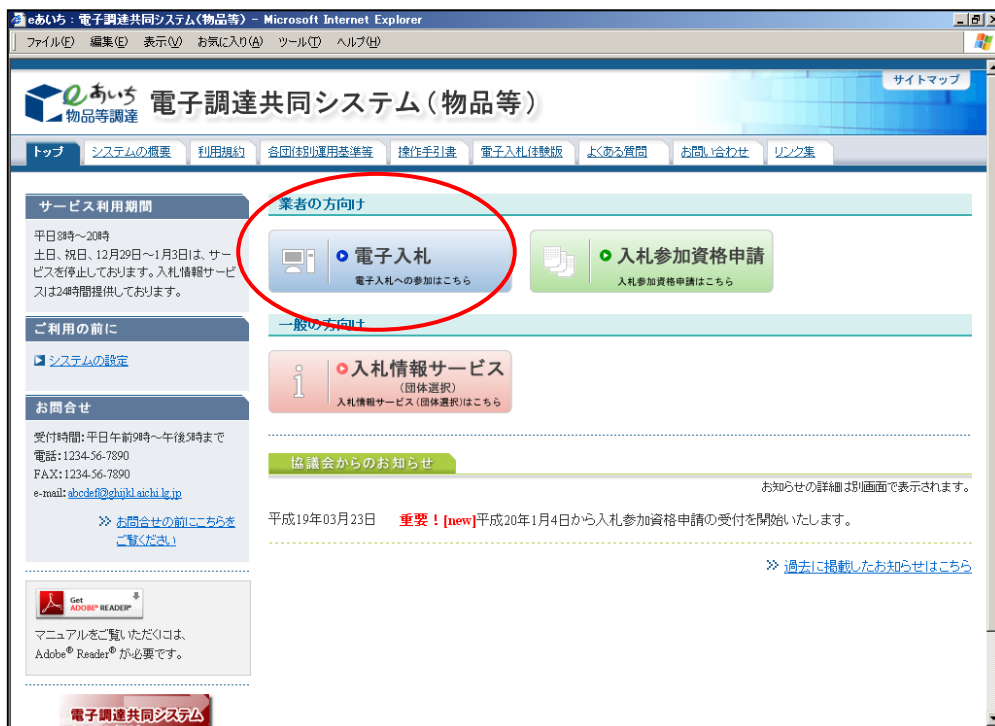 eあいち:電子調達共同システム(物品等) - Microsoft Internet Explorer
ファイル(F) 編集(E) 表示(V) お気に入り(A) ツール(T) ヘルプ(H)
サイトマップ
eあいち
物品等調達
電子調達共同システム(物品等)
トップ システムの概要 利用規約 各団体別運用基準等 操作手引書 電子入札体験版 よくある質問 お問い合わせ リンク集
サービス利用期間
平日8時~20時
土日、祝日、12月29日~1月3日は、サー
ビスを停止しております。入札情報サービ
スは24時間提供しております。
ご利用の前に
システムの設定
お問合せ
受付時間:平日午前9時~午後5時まで
電話:1234-56-7890
FAX:1234-56-7890
e-mail:abcdef@ghijkl.aichi.lg.jp
お問合せの前にこちらを
ご覧ください
Get
ADOBE® READER®
マニュアルをご覧いただくには、
Adobe® Reader® が必要です。
電子調達共同システム
業者の方向け
電子入札
電子入札への参加はこちら
入札参加資格申請
入札参加資格申請はこちら
一般の方向け
入札情報サービス
(団体選択)
入札情報サービス(団体選択)はこちら
協議会からのお知らせ
お知らせの詳細は別画面で表示されます。
平成19年03月23日 重要![new]平成20年1月4日から入札参加資格申請の受付を開始いたします。
過去に掲載したお知らせはこちら